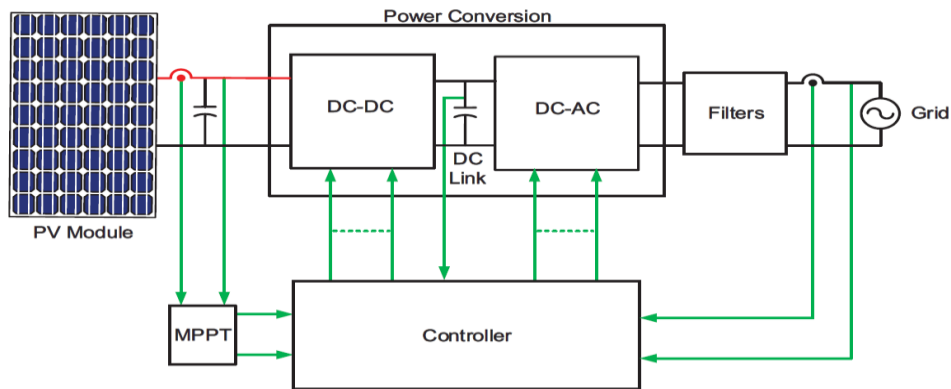 Power Conversion
DC-DC
DC-AC
Filters
Grid
DC
Link
PV Module
MPPT
Controller